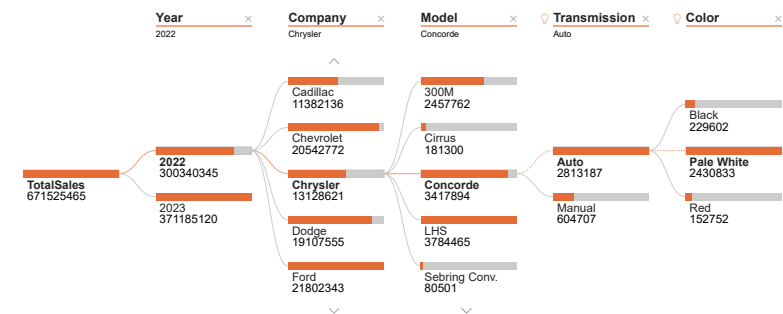 Year × Company × Model × Transmission × Color ×
2022 Chrysler Concorde Auto
TotalSales
671525465
2022
300340345
2023
371185120
Cadillac
11382136
Chevrolet
20542772
Chrysler
13128621
Dodge
19107555
Ford
21802343
300M
2457762
Cirrus
181300
Concorde
3417894
LHS
3784465
Sebring Conv.
80501
Auto
2813187
Manual
604707
Black
229602
Pale White
2430833
Red
152752